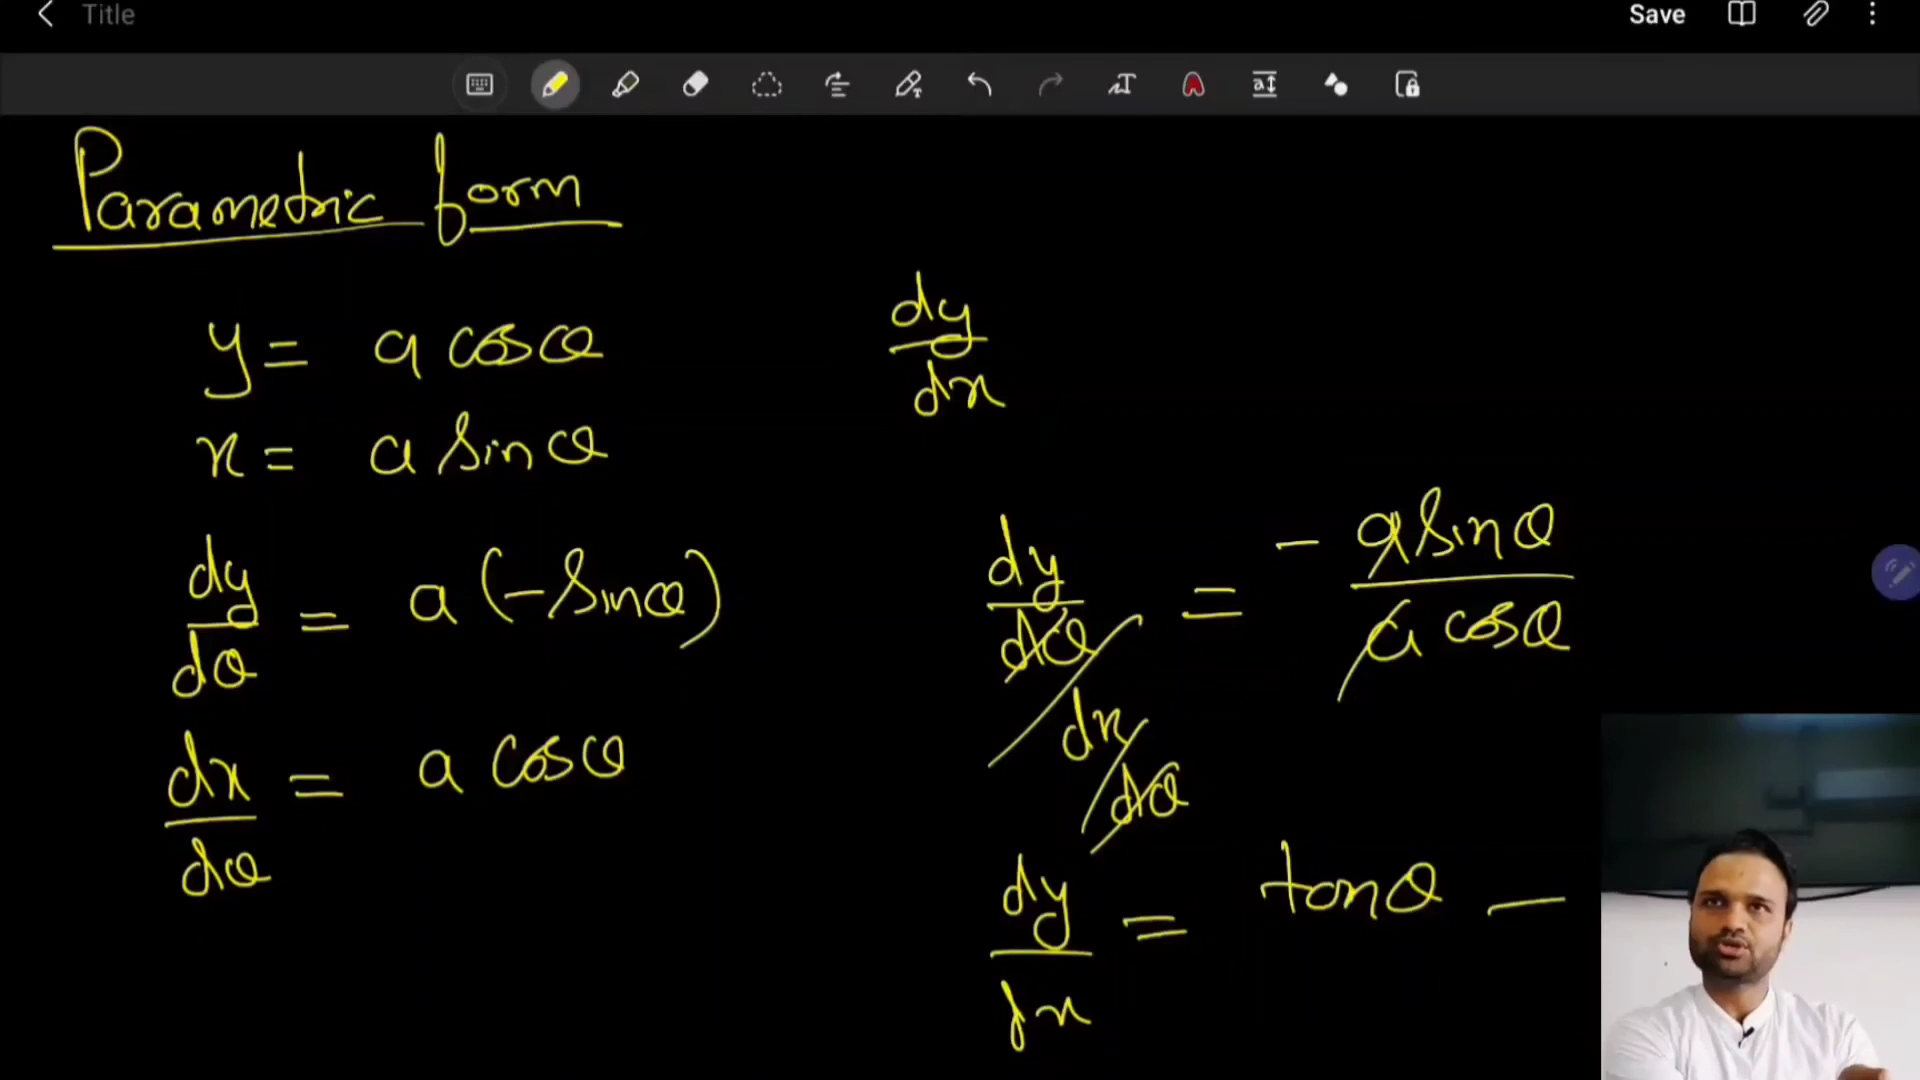 Title
Save
Parametric form
y = a cosθ
x = a sinθ
dy/dθ = a(-sinθ)
dx/dθ = a cosθ
dy/dx
dy/dθ / dx/dθ = - a sinθ / a cosθ
dy/dx = tanθ —